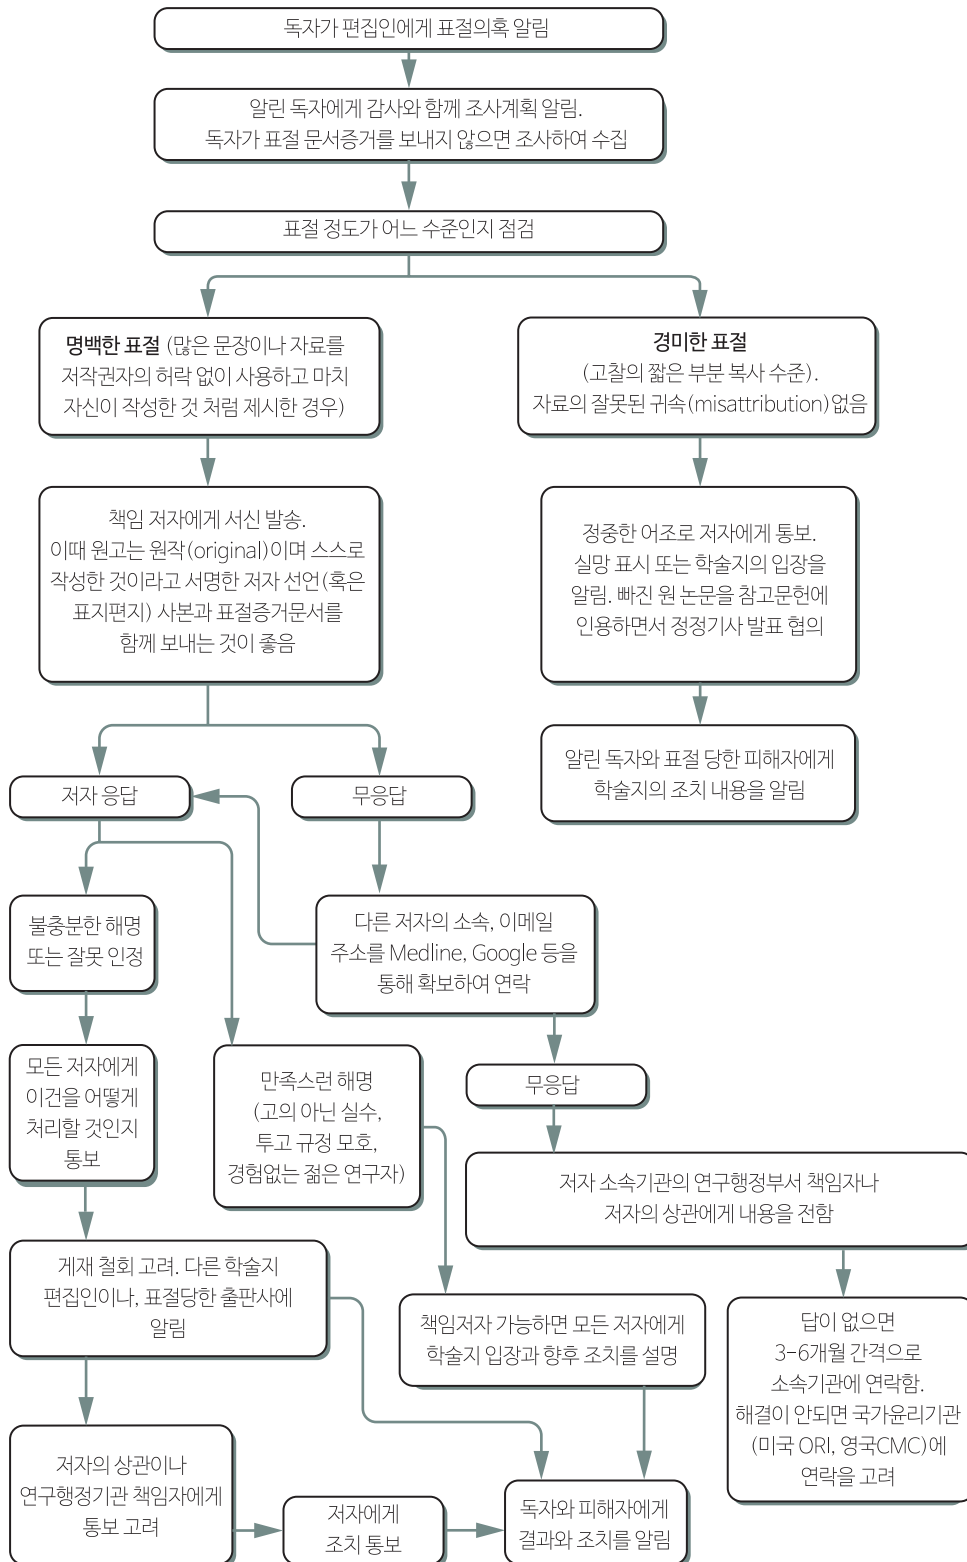 독자가 편집인에게 표절의혹 알림
알린 독자에게 감사와 함께 조사계획 알림.
독자가 표절 문서증거를 보내지 않으면 조사하여 수집
표절 정도가 어느 수준인지 점검
명백한 표절 (많은 문장이나 자료를
저작권자의 허락 없이 사용하고 마치
자신이 작성한 것 처럼 제시한 경우)
경미한 표절
(고찰의 짧은 부분 복사 수준).
자료의 잘못된 귀속(misattribution)없음
책임 저자에게 서신 발송.
이때 원고는 원작(original)이며 스스로
작성한 것이라고 서명한 저자 선언(혹은
표지편지) 사본과 표절증거문서를
함께 보내는 것이 좋음
정중한 어조로 저자에게 통보.
실망 표시 또는 학술지의 입장을
알림. 빠진 원 논문을 참고문헌에
인용하면서 정정기사 발표 협의
알린 독자와 표절 당한 피해자에게
학술지의 조치 내용을 알림
저자 응답
무응답
불충분한 해명
또는 잘못 인정
다른 저자의 소속, 이메일
주소를 Medline, Google 등을
통해 확보하여 연락
모든 저자에게
이건을 어떻게
처리할 것인지
통보
만족스런 해명
(고의 아닌 실수,
투고 규정 모호,
경험없는 젊은 연구자)
무응답
저자 소속기관의 연구행정부서 책임자나
저자의 상관에게 내용을 전함
게재 철회 고려. 다른 학술지
편집인이나, 표절당한 출판사에
알림
책임저자 가능하면 모든 저자에게
학술지 입장과 향후 조치를 설명
답이 없으면
3-6개월 간격으로
소속기관에 연락함.
해결이 안되면 국가윤리기관
(미국 ORI, 영국CMC)에
연락을 고려
저자의 상관이나
연구행정기관 책임자에게
통보 고려
저자에게
조치 통보
독자와 피해자에게
결과와 조치를 알림